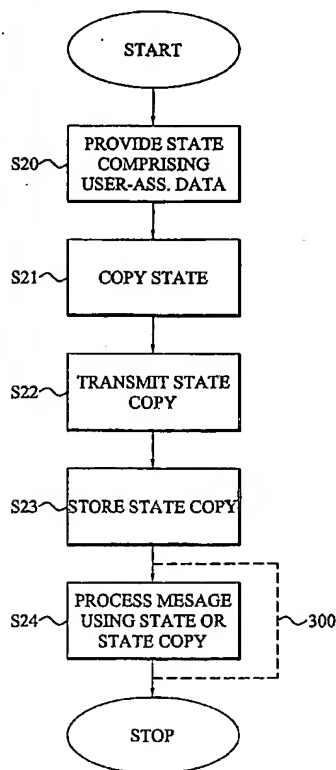 START
S20
PROVIDE STATE
COMPRISING
USER-ASS. DATA
S21
COPY STATE
S22
TRANSMIT STATE
COPY
S23
STORE STATE COPY
S24
PROCESS MESAGE
USING STATE OR
STATE COPY
300
STOP